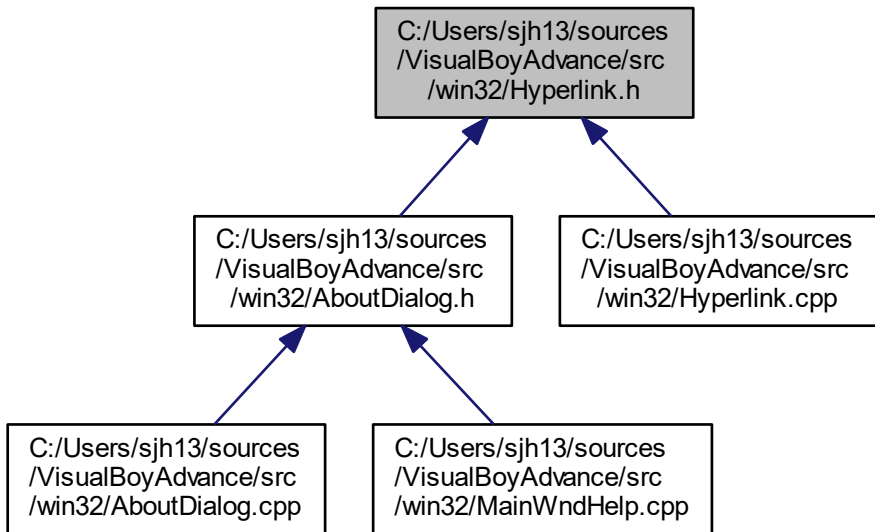 C:/Users/sjh13/sources
/VisualBoyAdvance/src
/win32/Hyperlink.h
C:/Users/sjh13/sources
/VisualBoyAdvance/src
/win32/AboutDialog.h
C:/Users/sjh13/sources
/VisualBoyAdvance/src
/win32/Hyperlink.cpp
C:/Users/sjh13/sources
/VisualBoyAdvance/src
/win32/AboutDialog.cpp
C:/Users/sjh13/sources
/VisualBoyAdvance/src
/win32/MainWndHelp.cpp